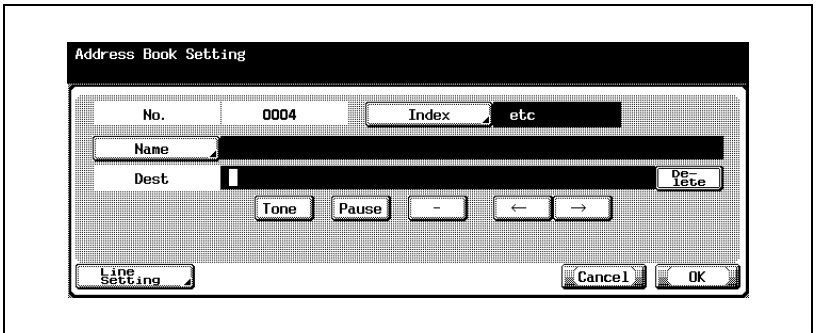 Address Book Setting
No. 0004 Index etc
Name
Dest De-
lete
Tone Pause - ← →
Line
Setting Cancel OK